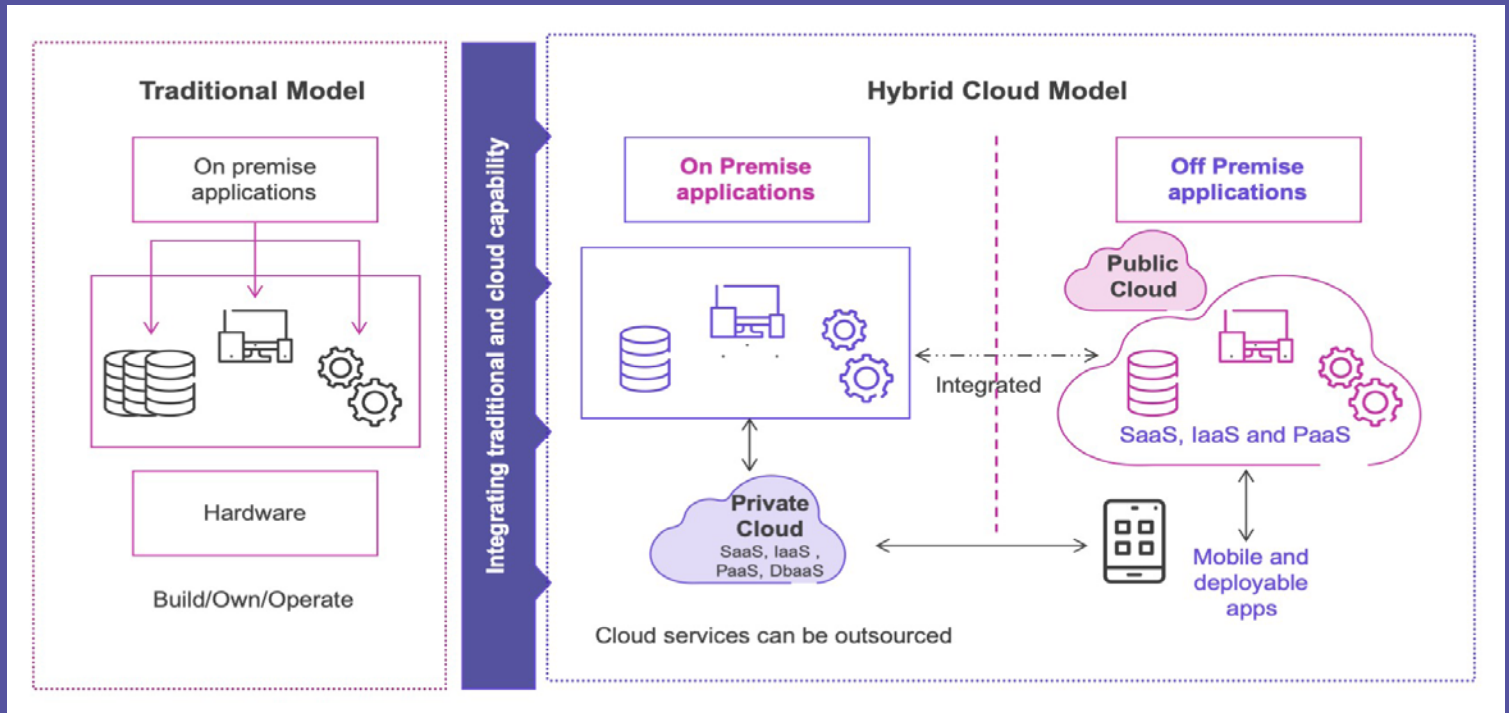 Traditional Model
On premise
applications
Hardware
Build/Own/Operate
Integrating traditional and cloud capability
Hybrid Cloud Model
On Premise
applications
Off Premise
applications
Public
Cloud
Integrated
SaaS, IaaS and PaaS
Private
Cloud
SaaS, IaaS ,
PaaS, DbaaS
Mobile and
deployable
apps
Cloud services can be outsourced